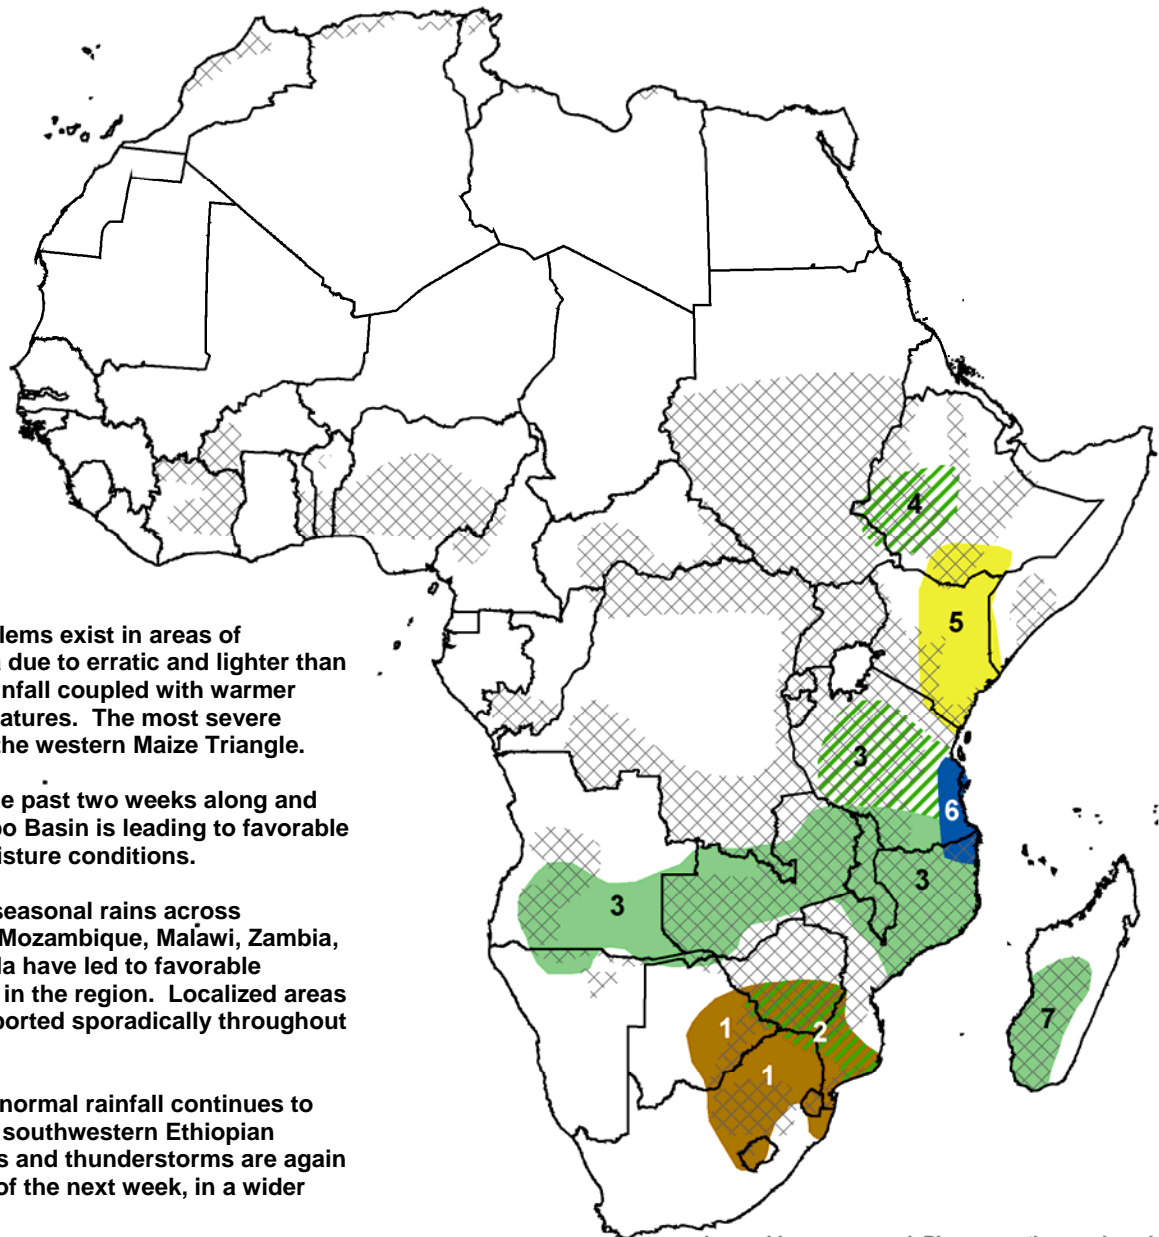 lems exist in areas of
due to erratic and lighter than
nfall coupled with warmer
atures. The most severe
the western Maize Triangle.
e past two weeks along and
oo Basin is leading to favorable
isture conditions.
seasonal rains across
Mozambique, Malawi, Zambia,
la have led to favorable
in the region. Localized areas
ported sporadically throughout
normal rainfall continues to
southwestern Ethiopian
s and thunderstorms are again
of the next week, in a wider
4
5
3
6
3
3
1
2
1
7